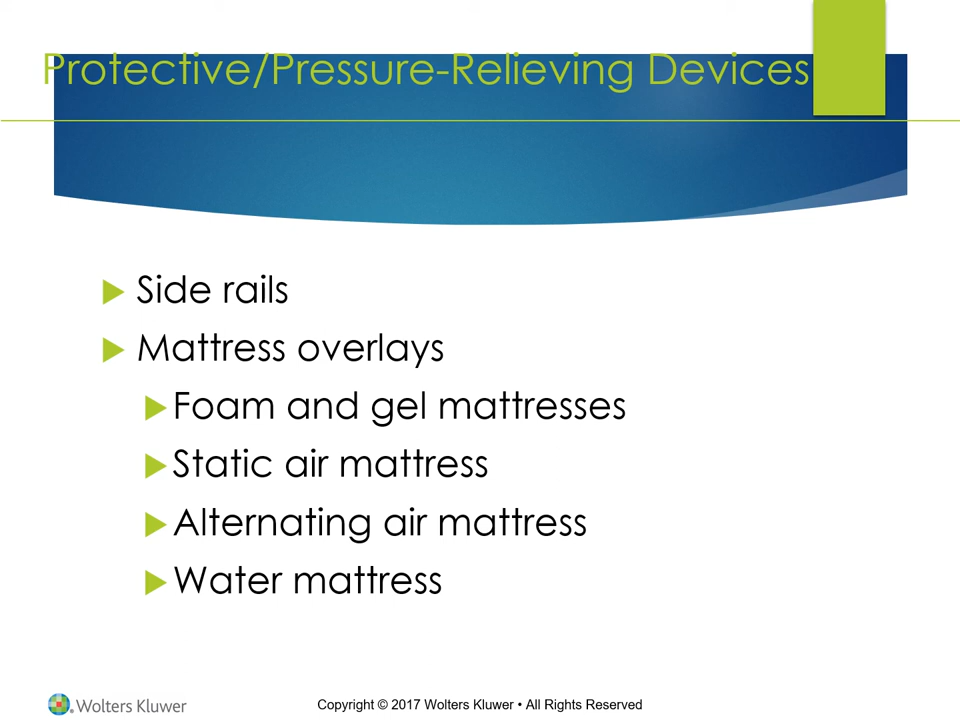 Protective/Pressure-Relieving Devices
Side rails
Mattress overlays
Foam and gel mattresses
Static air mattress
Alternating air mattress
Water mattress
Wolters Kluwer
Copyright © 2017 Wolters Kluwer • All Rights Reserved